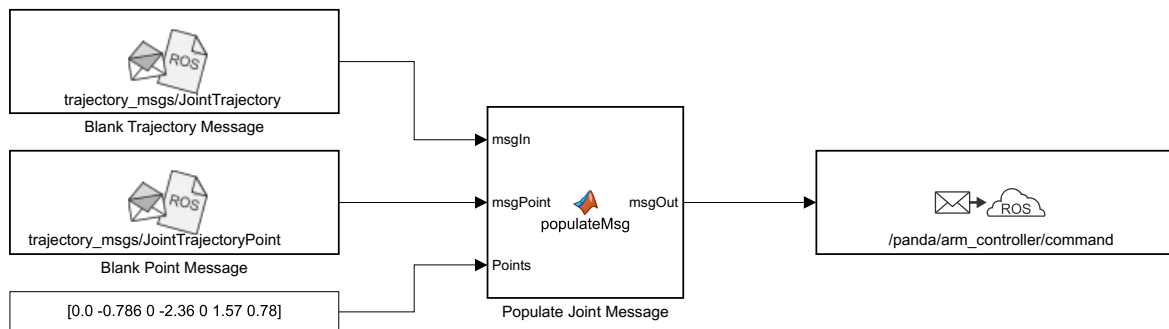 ROS
trajectory_msgs/JointTrajectory
Blank Trajectory Message
ROS
trajectory_msgs/JointTrajectoryPoint
Blank Point Message
[0.0 -0.786 0 -2.36 0 1.57 0.78]
msgIn
msgPoint
msgOut
populateMsg
Points
Populate Joint Message
ROS
/panda/arm_controller/command